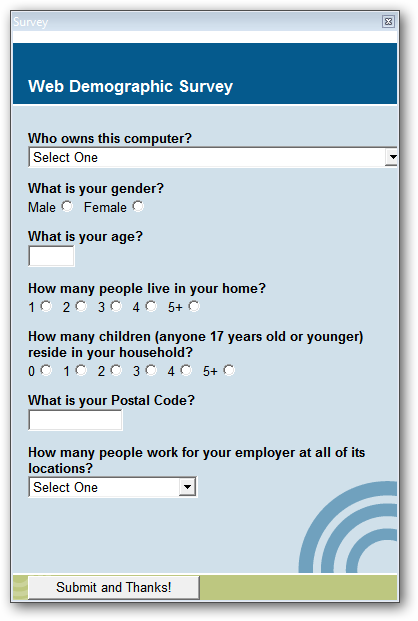 Survey
Web Demographic Survey
Who owns this computer?
Select One
What is your gender?
Male Female
What is your age?
How many people live in your home?
1 2 3 4 5+
How many children (anyone 17 years old or younger)
reside in your household?
0 1 2 3 4 5+
What is your Postal Code?
How many people work for your employer at all of its
locations?
Select One
Submit and Thanks!